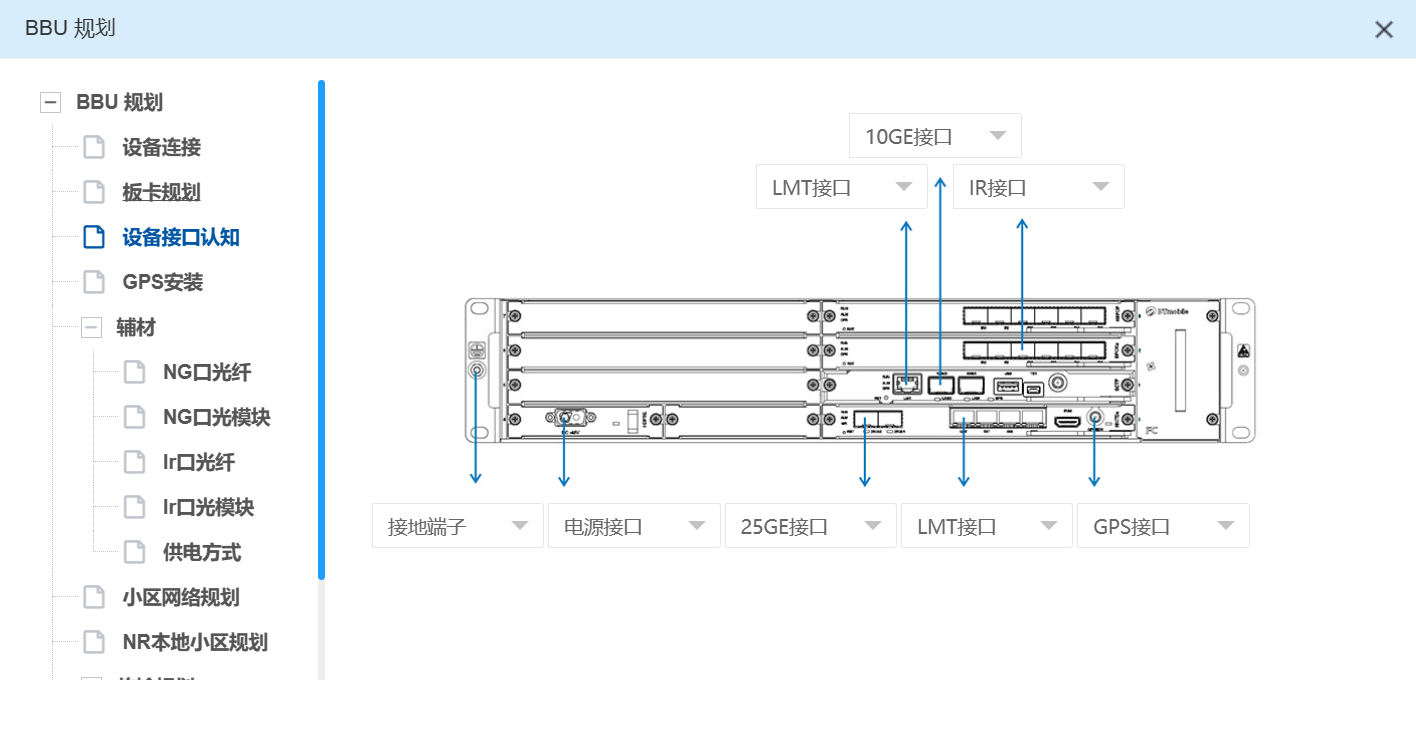 BBU 规划
BBU 规划
设备连接
板卡规划
设备接口认知
GPS安装
辅材
NG口光纤
NG口光模块
Ir口光纤
Ir口光模块
供电方式
小区网络规划
NR本地小区规划
10GE接口
LMT接口
IR接口
接地端子
电源接口
25GE接口
LMT接口
GPS接口